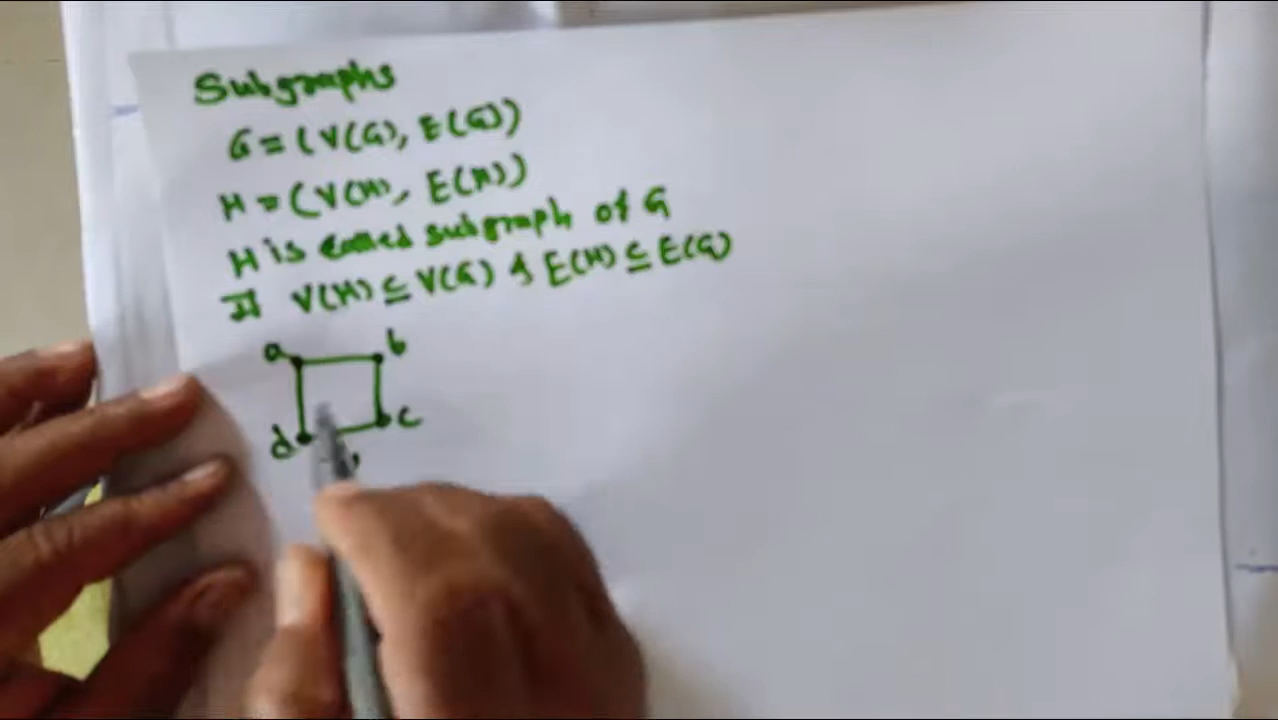 Subgraphs
G = (V(G), E(G))
H = (V(H), E(H))
H is called subgraph of G
If V(H) ⊆ V(G) & E(H) ⊆ E(G)
a b
d c